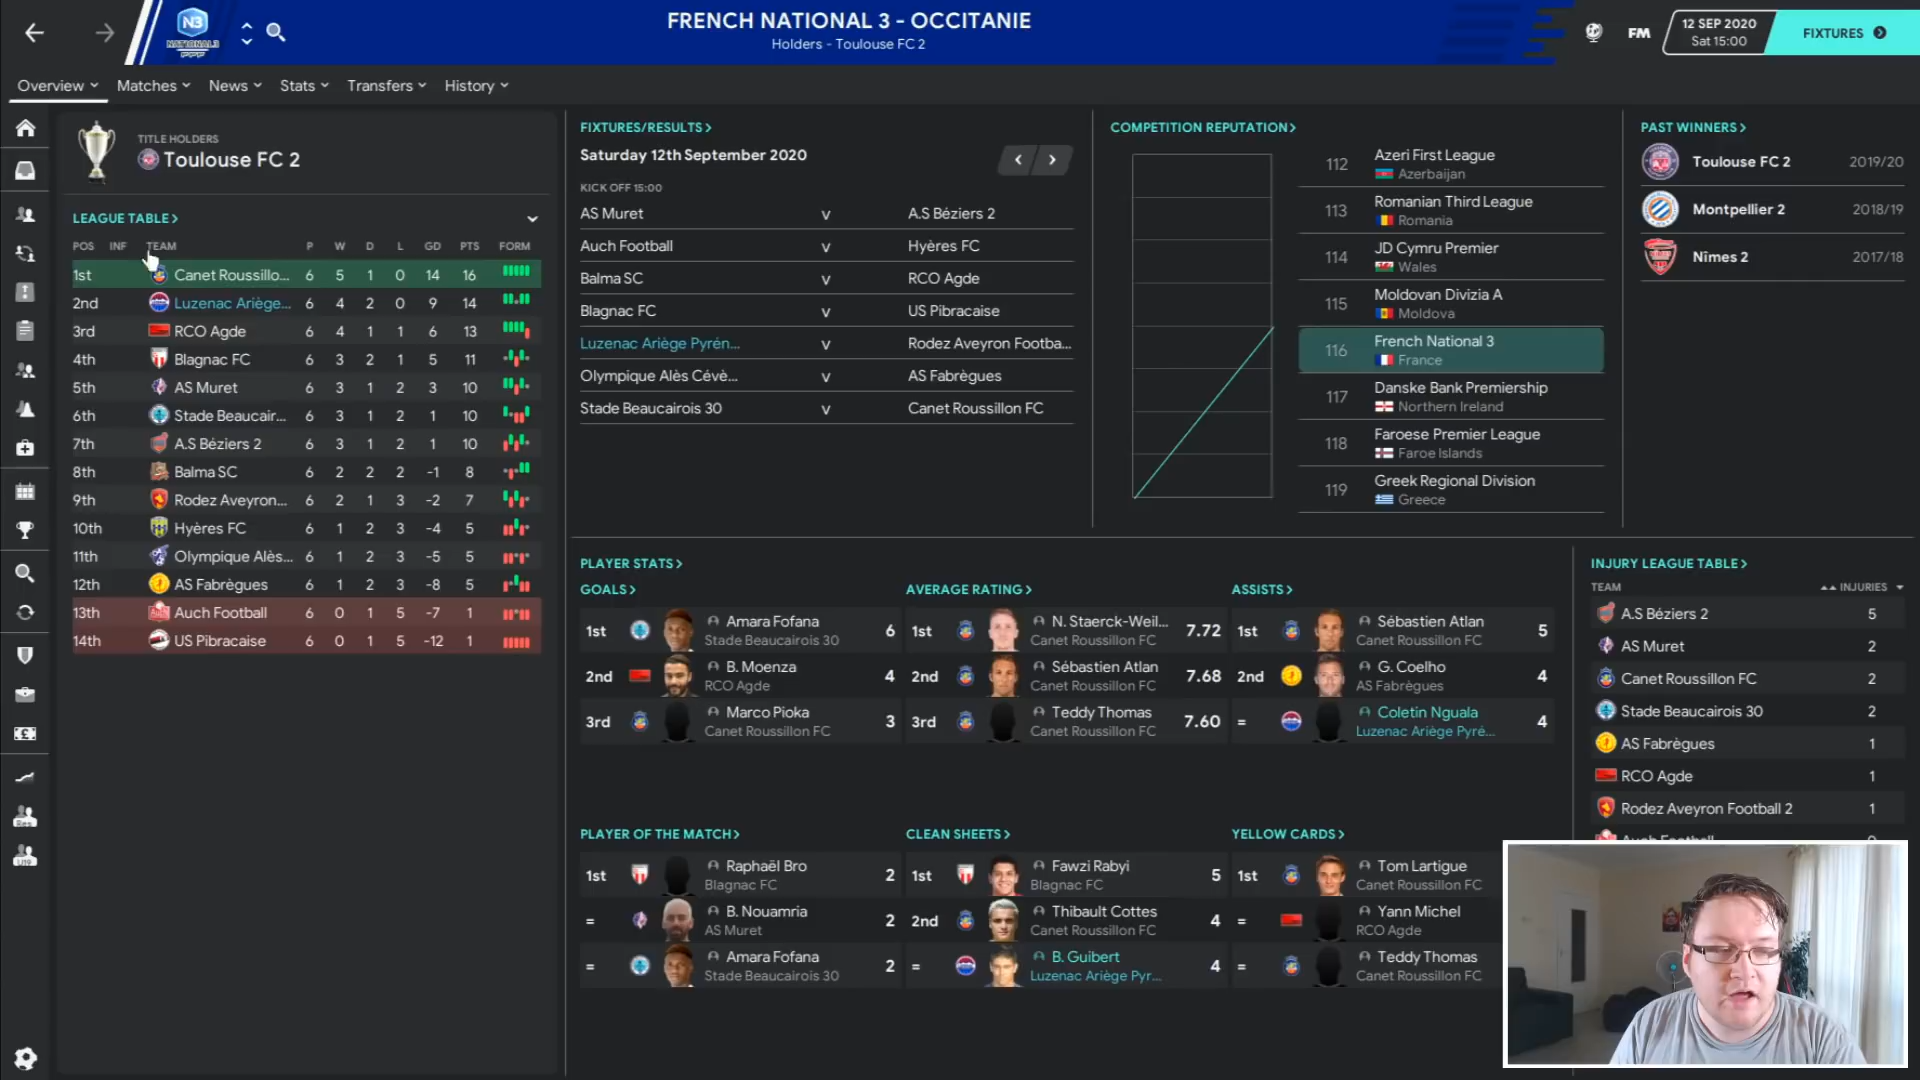 FRENCH NATIONAL 3 - OCCITANIE
Holders - Toulouse FC 2
N3
NATIONAL3
FM
12 SEP 2020
Sat 15:00
FIXTURES
Overview
Matches
News
Stats
Transfers
History
TITLE HOLDERS
Toulouse FC 2
LEAGUE TABLE
POS INF TEAM P W D L GD PTS FORM
1st Canet Roussillo... 6 5 1 0 14 16
2nd Luzenac Ariège... 6 4 2 0 9 14
3rd RCO Agde 6 4 1 1 6 13
4th Blagnac FC 6 3 2 1 5 11
5th AS Muret 6 3 1 2 3 10
6th Stade Beaucair... 6 3 1 2 1 10
7th A.S Béziers 2 6 3 1 2 1 10
8th Balma SC 6 2 2 2 -1 8
9th Rodez Aveyron... 6 2 1 3 -2 7
10th Hyères FC 6 1 2 3 -4 5
11th Olympique Alès... 6 1 2 3 -5 5
12th AS Fabrègues 6 1 2 3 -8 5
13th Auch Football 6 0 1 5 -7 1
14th US Pibracaise 6 0 1 5 -12 1
FIXTURES/RESULTS
Saturday 12th September 2020
KICK OFF 15:00
AS Muret v A.S Béziers 2
Auch Football v Hyères FC
Balma SC v RCO Agde
Blagnac FC v US Pibracaise
Luzenac Ariège Pyrén... v Rodez Aveyron Footba...
Olympique Alès Cévè... v AS Fabrègues
Stade Beaucairois 30 v Canet Roussillon FC
COMPETITION REPUTATION
112 Azeri First League
Azerbaijan
113 Romanian Third League
Romania
114 JD Cymru Premier
Wales
115 Moldovan Divizia A
Moldova
116 French National 3
France
117 Danske Bank Premiership
Northern Ireland
118 Faroese Premier League
Faroe Islands
119 Greek Regional Division
Greece
PAST WINNERS
Toulouse FC 2 2019/20
Montpellier 2 2018/19
Nîmes 2 2017/18
PLAYER STATS
GOALS
1st Amara Fofana 6
Stade Beaucairois 30
2nd B. Moenza 4
RCO Agde
3rd Marco Pioka 3
Canet Roussillon FC
AVERAGE RATING
1st N. Staerck-Weil... 7.72
Canet Roussillon FC
2nd Sébastien Atlan 7.68
Canet Roussillon FC
3rd Teddy Thomas 7.60
Canet Roussillon FC
ASSISTS
1st Sébastien Atlan 5
Canet Roussillon FC
2nd G. Coelho 4
AS Fabrègues
= Coletin Nguala 4
Luzenac Ariège Pyré...
PLAYER OF THE MATCH
1st Raphaël Bro 2
Blagnac FC
= B. Nouamria 2
AS Muret
= Amara Fofana 2
Stade Beaucairois 30
CLEAN SHEETS
1st Fawzi Rabyi 5
Blagnac FC
2nd Thibault Cottes 4
Canet Roussillon FC
= B. Guibert 4
Luzenac Ariège Pyr...
YELLOW CARDS
1st Tom Lartigue
Canet Roussillon FC
= Yann Michel
RCO Agde
= Teddy Thomas
Canet Roussillon FC
INJURY LEAGUE TABLE
TEAM INJURIES
A.S Béziers 2 5
AS Muret 2
Canet Roussillon FC 2
Stade Beaucairois 30 2
AS Fabrègues 1
RCO Agde 1
Rodez Aveyron Football 2 1